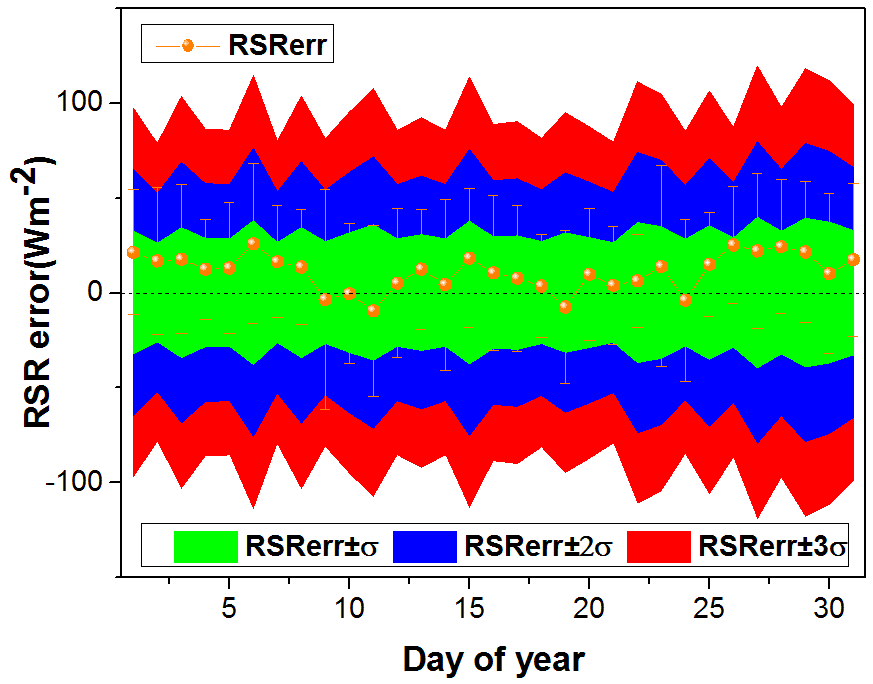 RSRerr
RSR error(Wm⁻²)
100
0
-100
RSRerr±σ RSRerr±2σ RSRerr±3σ
5 10 15 20 25 30
Day of year